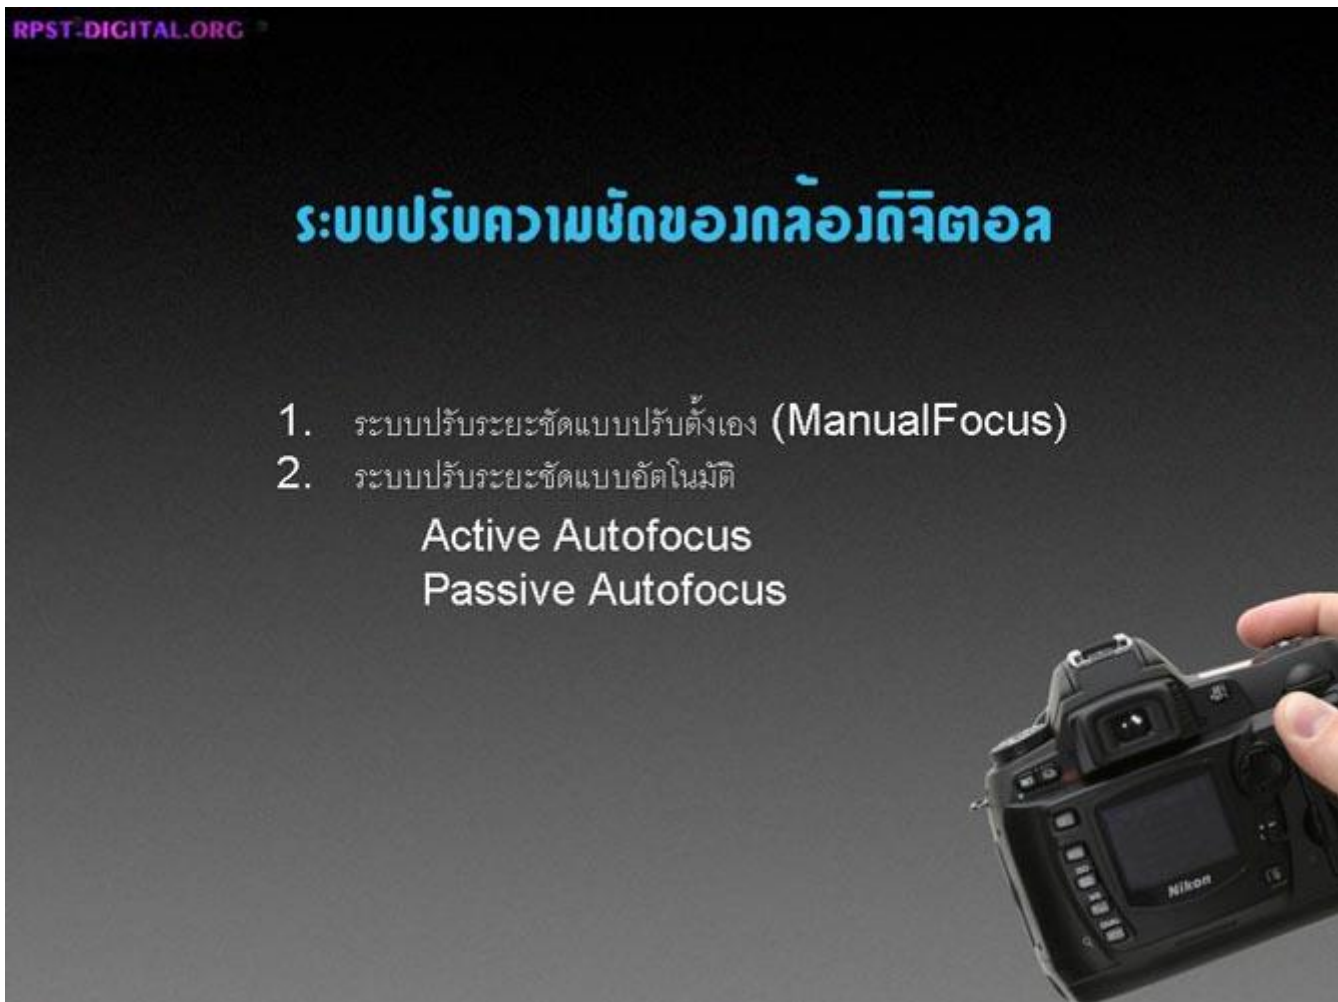 RPST-DIGITAL.ORG
ระบบปรับความชัดของกล้องดิจิตอล
1. ระบบปรับระยะชัดแบบปรับตั้งเอง (ManualFocus)
2. ระบบปรับระยะชัดแบบอัตโนมัติ
Active Autofocus
Passive Autofocus
Nikon